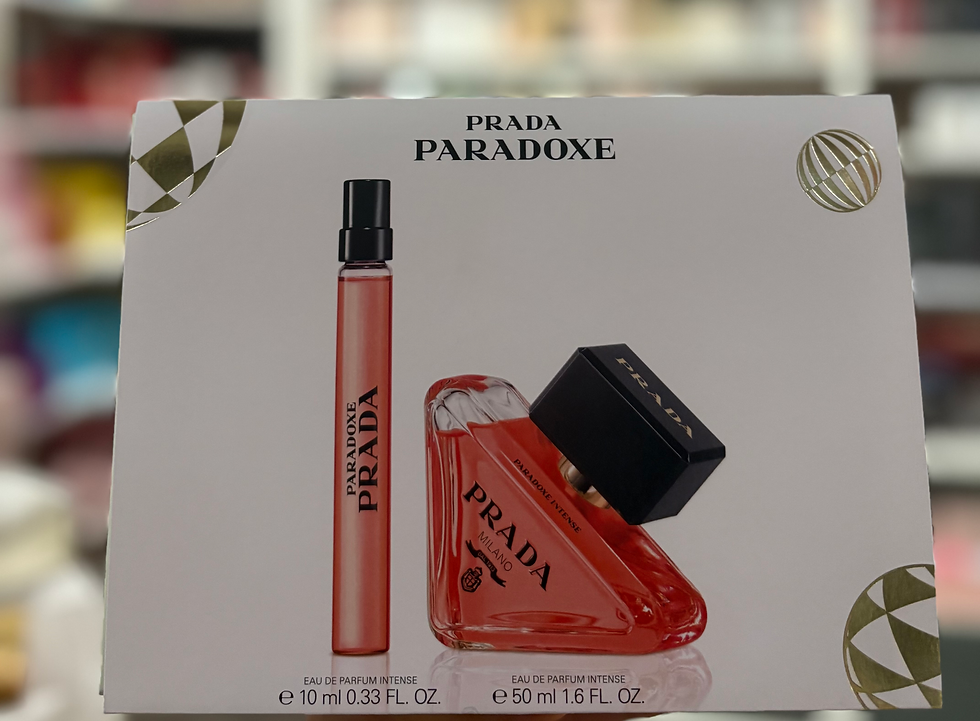 PRADA
PARADOXE
PARADOXE
PRADA
PRADA
PARADOXE INTENSE
PRADA
MILANO
EAU DE PARFUM INTENSE
℮ 10 ml 0.33 FL. OZ.
EAU DE PARFUM INTENSE
℮ 50 ml 1.6 FL. OZ.